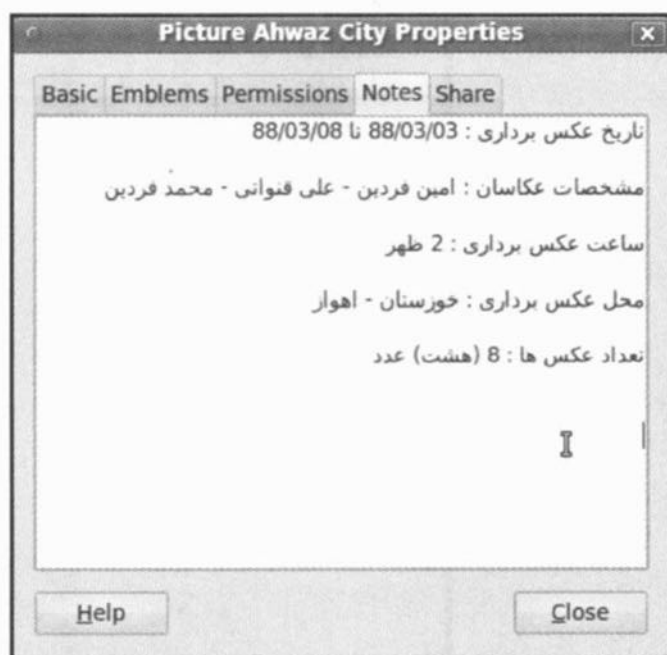 Picture Ahwaz City Properties
Basic Emblems Permissions Notes Share
تاریخ عکس برداری : 88/03/03 تا 88/03/08
مشخصات عکاسان : امین فردین - علی قنواتی - محمد فردین
ساعت عکس برداری : 2 ظهر
محل عکس برداری : خوزستان - اهواز
تعداد عکس ها : 8 (هشت) عدد
Help Close